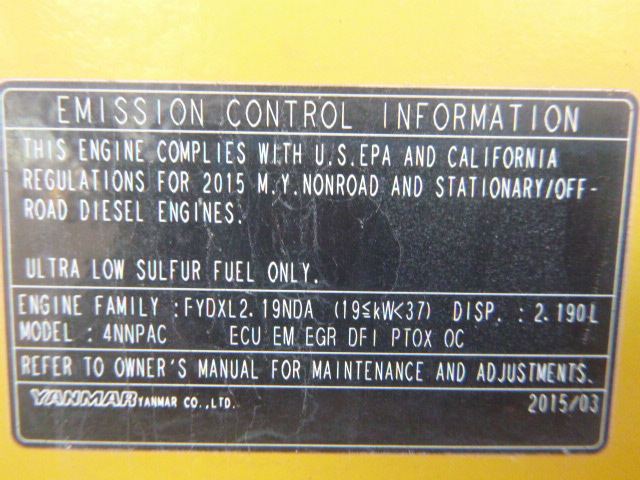 EMISSION CONTROL INFORMATION
THIS ENGINE COMPLIES WITH U.S.EPA AND CALIFORNIA
REGULATIONS FOR 2015 M.Y.NONROAD AND STATIONARY/OFF-
ROAD DIESEL ENGINES.
ULTRA LOW SULFUR FUEL ONLY.
ENGINE FAMILY :FYDXL2.19NDA (19≦kW<37) DISP. : 2.190L
MODEL : 4NNPAC ECU EM EGR DFI PTOX OC
REFER TO OWNER'S MANUAL FOR MAINTENANCE AND ADJUSTMENTS.
YANMAR YANMAR CO.,LTD. 2015/03